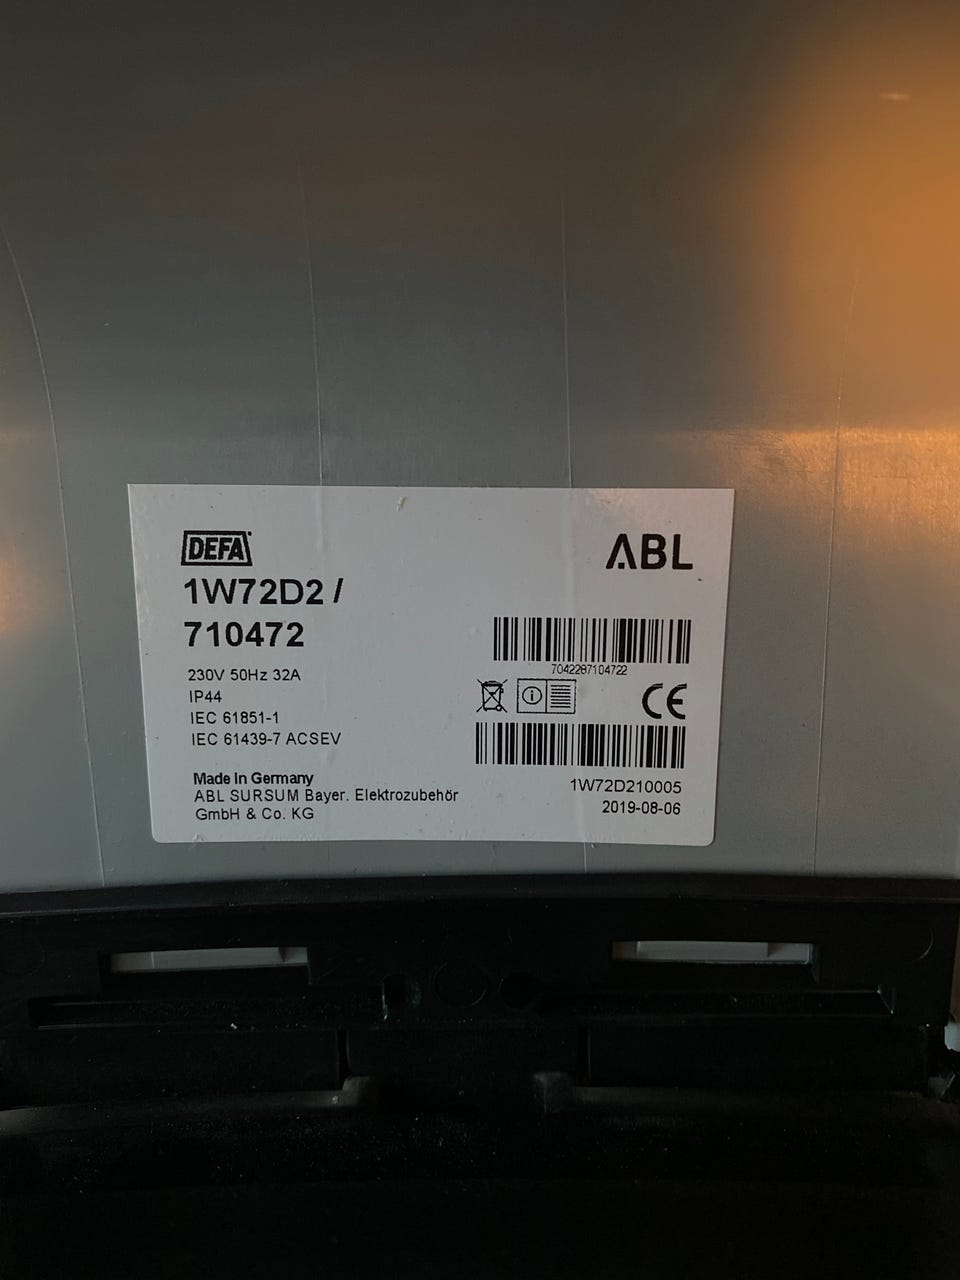 DEFA
ABL
1W72D2 /
710472
230V 50Hz 32A
IP44
IEC 61851-1
IEC 61439-7 ACSEV
7042287104722
CE
Made In Germany
ABL SURSUM Bayer. Elektrozubehör
GmbH & Co. KG
1W72D210005
2019-08-06